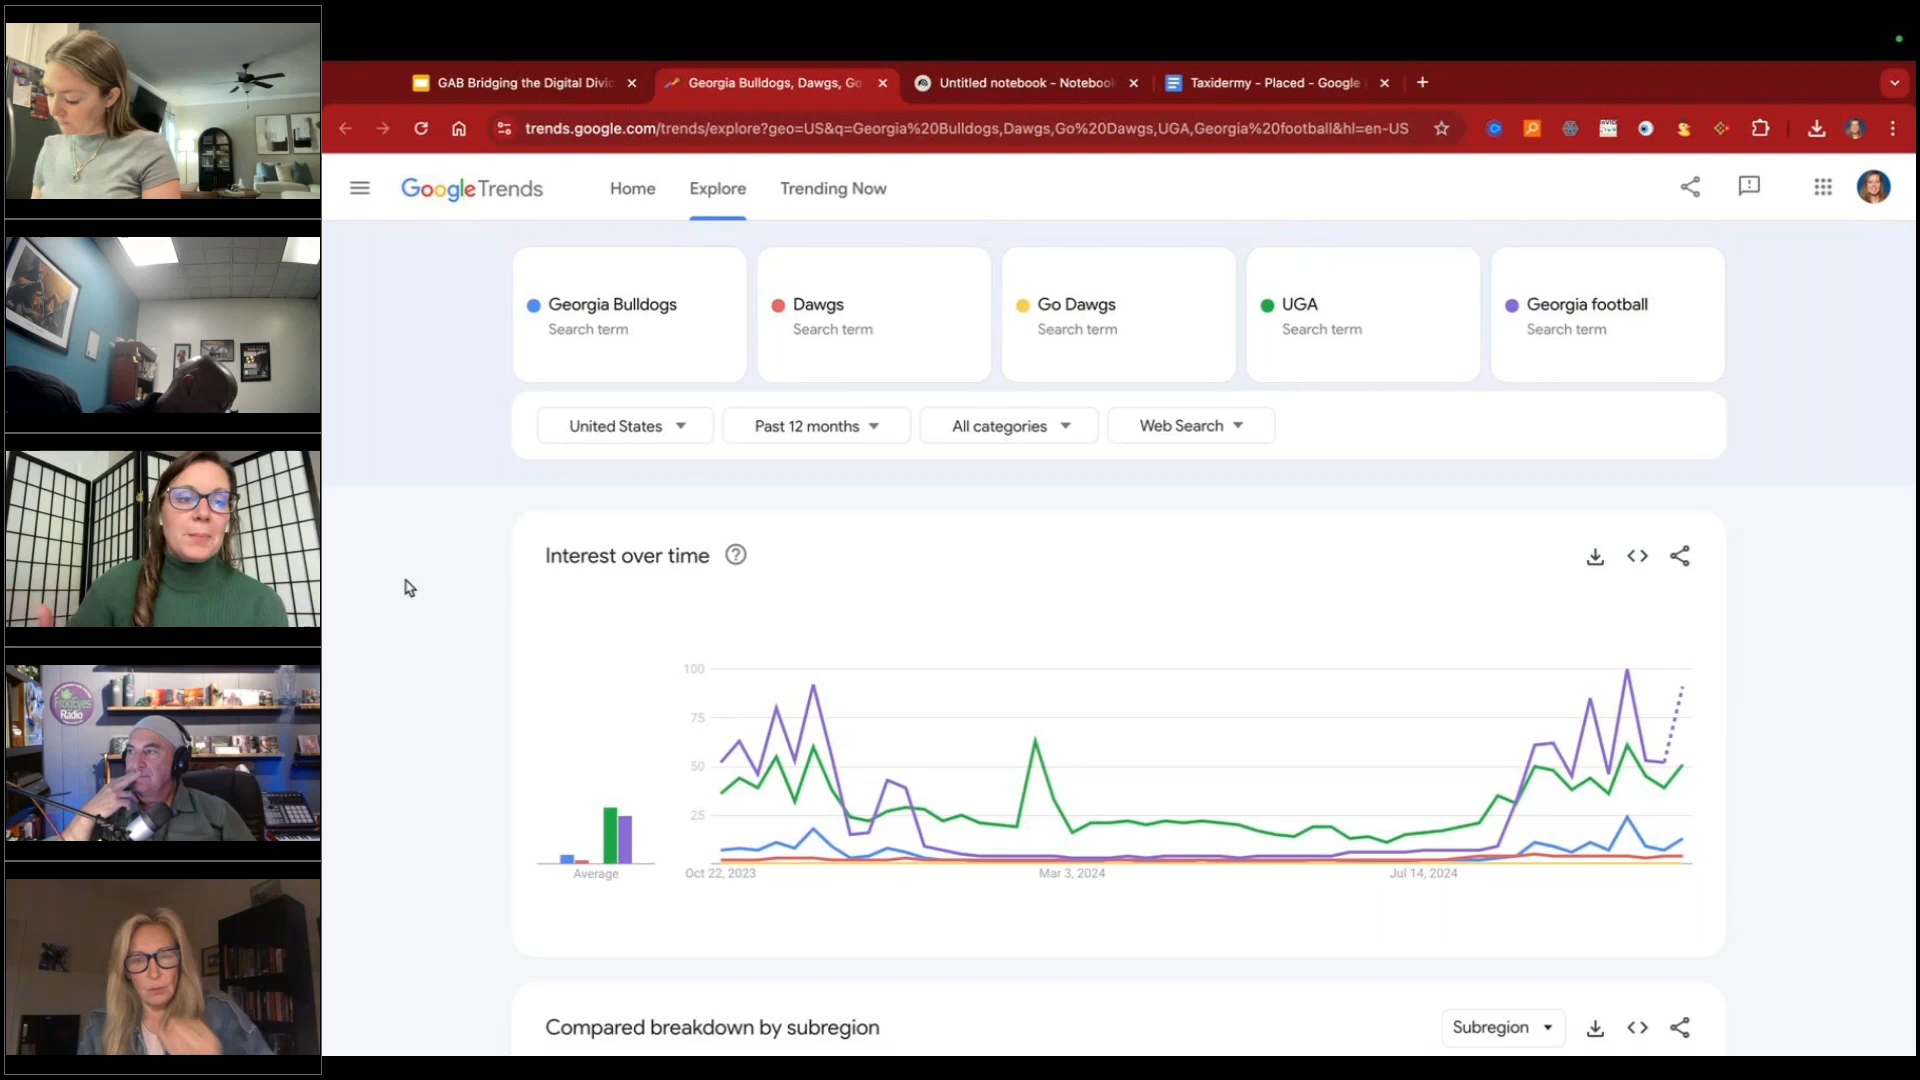 GAB Bridging the Digital Divid
Georgia Bulldogs, Dawgs, Go
Untitled notebook - Notebook
Taxidermy - Placed - Google
trends.google.com/trends/explore?geo=US&q=Georgia%20Bulldogs,Dawgs,Go%20Dawgs,UGA,Georgia%20football&hl=en-US
Google Trends
Home
Explore
Trending Now
Georgia Bulldogs
Search term
Dawgs
Search term
Go Dawgs
Search term
UGA
Search term
Georgia football
Search term
United States
Past 12 months
All categories
Web Search
Interest over time
100
75
50
25
Average
Oct 22, 2023
Mar 3, 2024
Jul 14, 2024
Compared breakdown by subregion
Subregion
FrogEyes
Radio